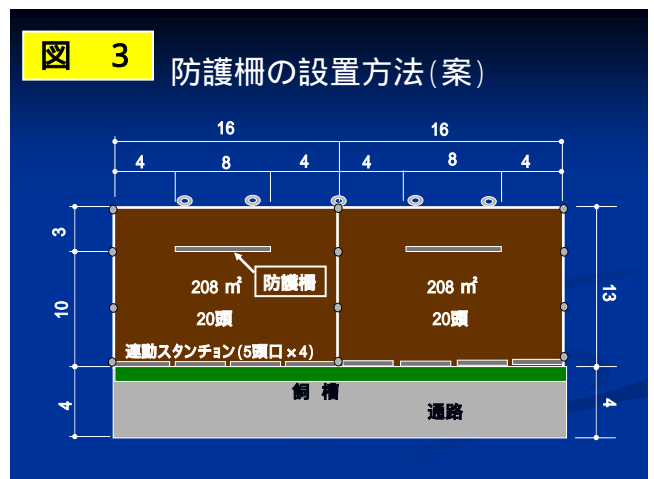 図 3
防護柵の設置方法(案)
16 16
4 8 4 4 8 4
3
208 ㎡ 防護柵 208 ㎡
10 13
20頭 20頭
連動スタンチョン(5頭口×4)
飼 槽
通路
4 4